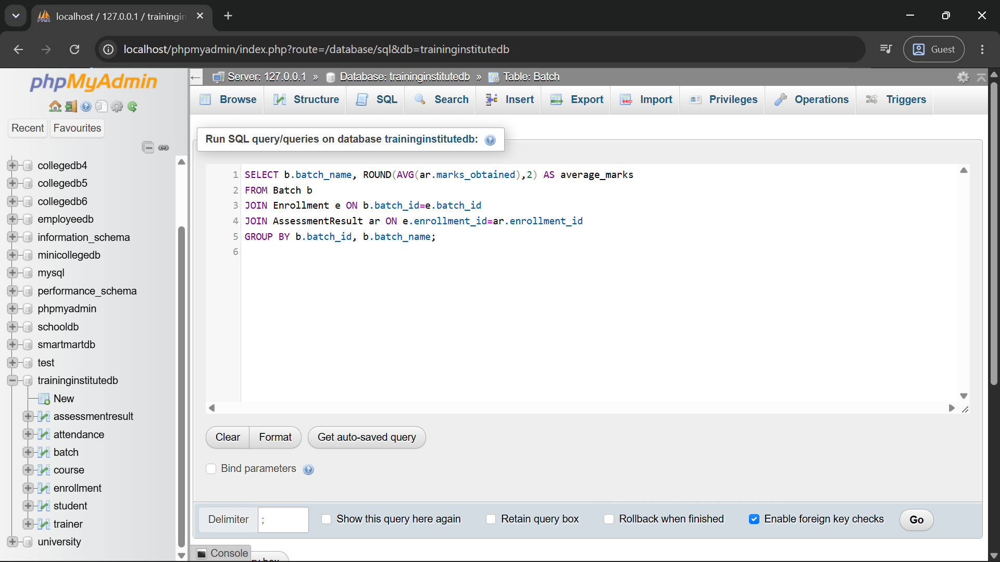 localhost / 127.0.0.1 / trainingin
localhost/phpmyadmin/index.php?route=/database/sql&db=traininginstitutedb
Guest
phpMyAdmin
Recent
Favourites
collegedb4
collegedb5
collegedb6
employeedb
information_schema
minicollegedb
mysql
performance_schema
phpmyadmin
schooldb
smartmartdb
test
traininginstitutedb
New
assessmentresult
attendance
batch
course
enrollment
student
trainer
university
Server: 127.0.0.1 » Database: traininginstitutedb » Table: Batch
Browse Structure SQL Search Insert Export Import Privileges Operations Triggers
Run SQL query/queries on database traininginstitutedb:
1 SELECT b.batch_name, ROUND(AVG(ar.marks_obtained),2) AS average_marks
2 FROM Batch b
3 JOIN Enrollment e ON b.batch_id=e.batch_id
4 JOIN AssessmentResult ar ON e.enrollment_id=ar.enrollment_id
5 GROUP BY b.batch_id, b.batch_name;
6
Clear Format Get auto-saved query
Bind parameters
Delimiter ; Show this query here again Retain query box Rollback when finished Enable foreign key checks Go
Console